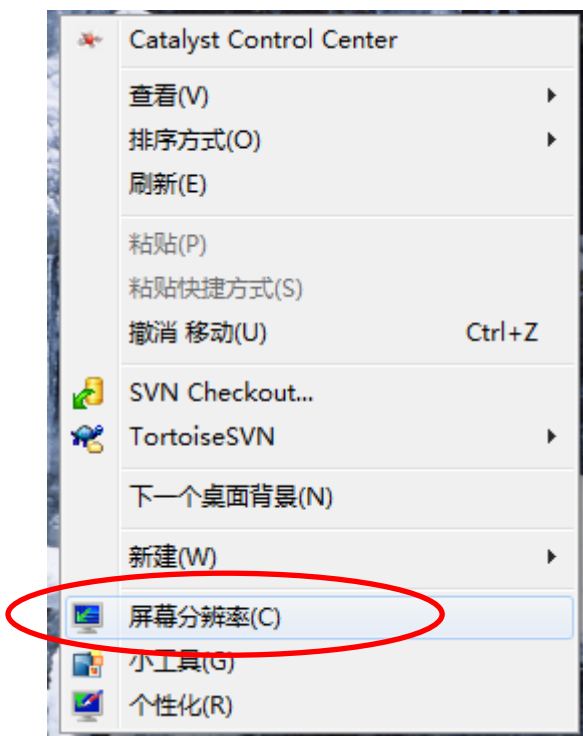 Catalyst Control Center
查看(V)
排序方式(O)
刷新(E)
粘贴(P)
粘贴快捷方式(S)
撤消 移动(U) Ctrl+Z
SVN Checkout...
TortoiseSVN
下一个桌面背景(N)
新建(W)
屏幕分辨率(C)
小工具(G)
个性化(R)